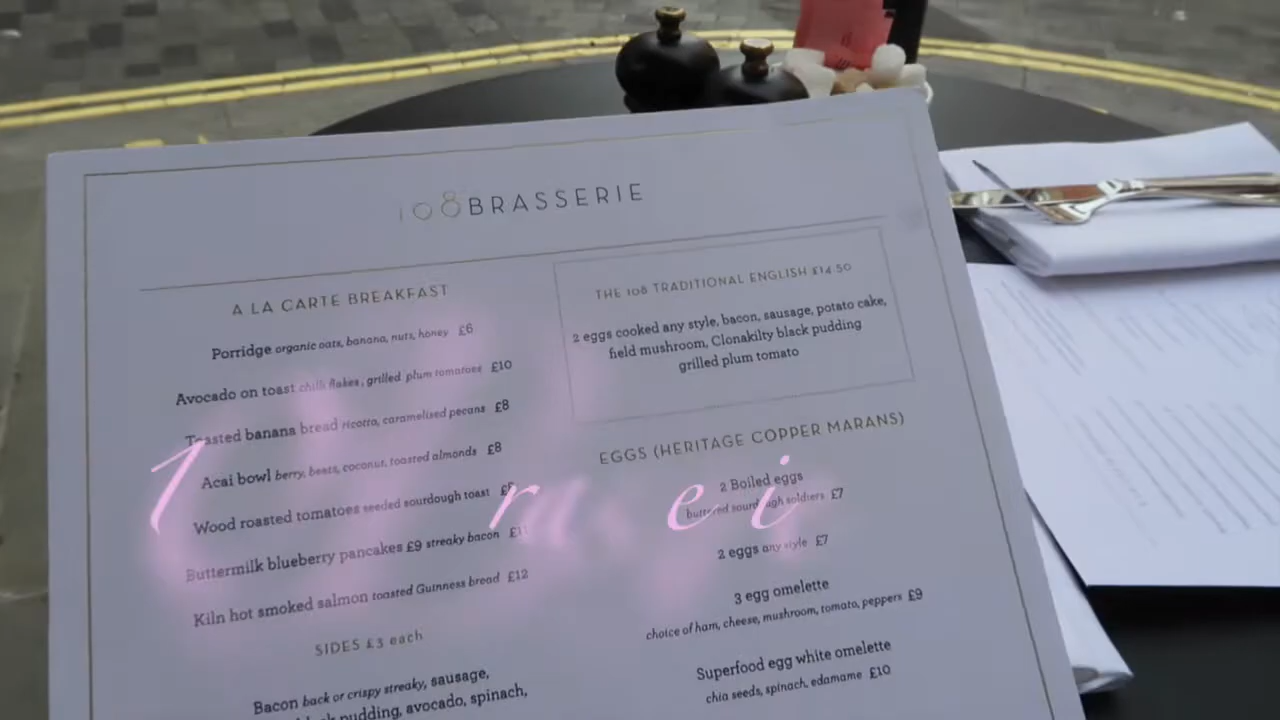 108 BRASSERIE
A LA CARTE BREAKFAST
Porridge organic oats, banana, nuts, honey £6
Avocado on toast chilli flakes, grilled plum tomatoes £10
Toasted banana bread ricotta, caramelised pecans £8
Acai bowl berry, beets, coconut, toasted almonds £8
Wood roasted tomatoes seeded sourdough toast
Buttermilk blueberry pancakes £9 streaky bacon
Kiln hot smoked salmon toasted Guinness bread £12
SIDES £3 each
Bacon back or crispy streaky, sausage,
pudding, avocado, spinach,
THE 108 TRADITIONAL ENGLISH £14.50
2 eggs cooked any style, bacon, sausage, potato cake,
field mushroom, Clonakilty black pudding
grilled plum tomato
EGGS (HERITAGE COPPER MARANS)
2 Boiled eggs
buttered sourdough soldiers £7
2 eggs any style £7
3 egg omelette
choice of ham, cheese, mushroom, tomato, peppers £9
Superfood egg white omelette
chia seeds, spinach, edamame £10